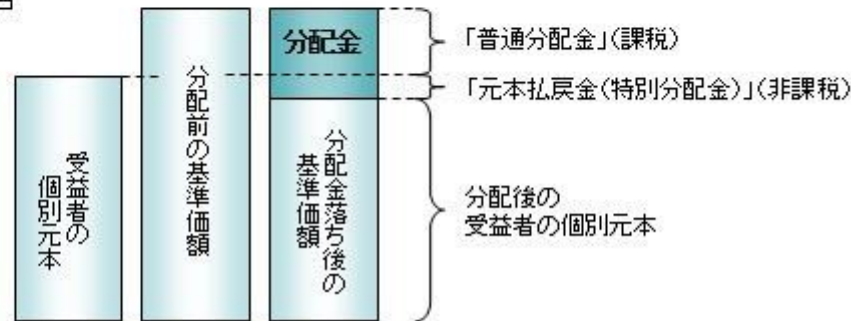 分配金
「普通分配金」(課税)
「元本払戻金(特別分配金)」(非課税)
受益者の
個別元本
分配前の基準価額
分配金落ち後の
基準価額
分配後の
受益者の個別元本